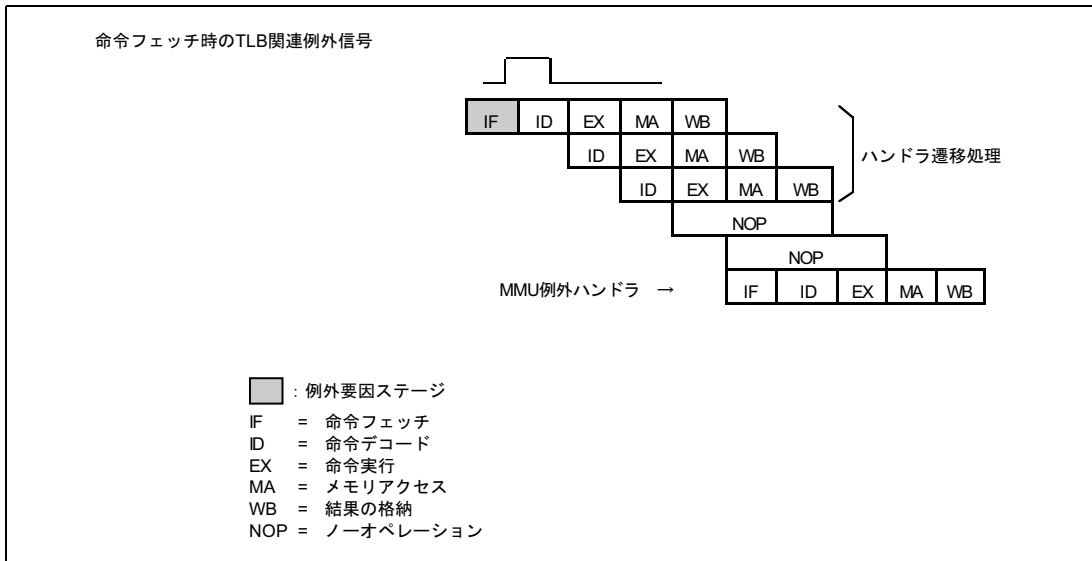 命令フェッチ時のTLB関連例外信号
IF ID EX MA WB
ID EX MA WB
ハンドラ遷移処理
ID EX MA WB
NOP
NOP
MMU例外ハンドラ → IF ID EX MA WB
: 例外要因ステージ
IF = 命令フェッチ
ID = 命令デコード
EX = 命令実行
MA = メモリアクセス
WB = 結果の格納
NOP = ノーオペレーション